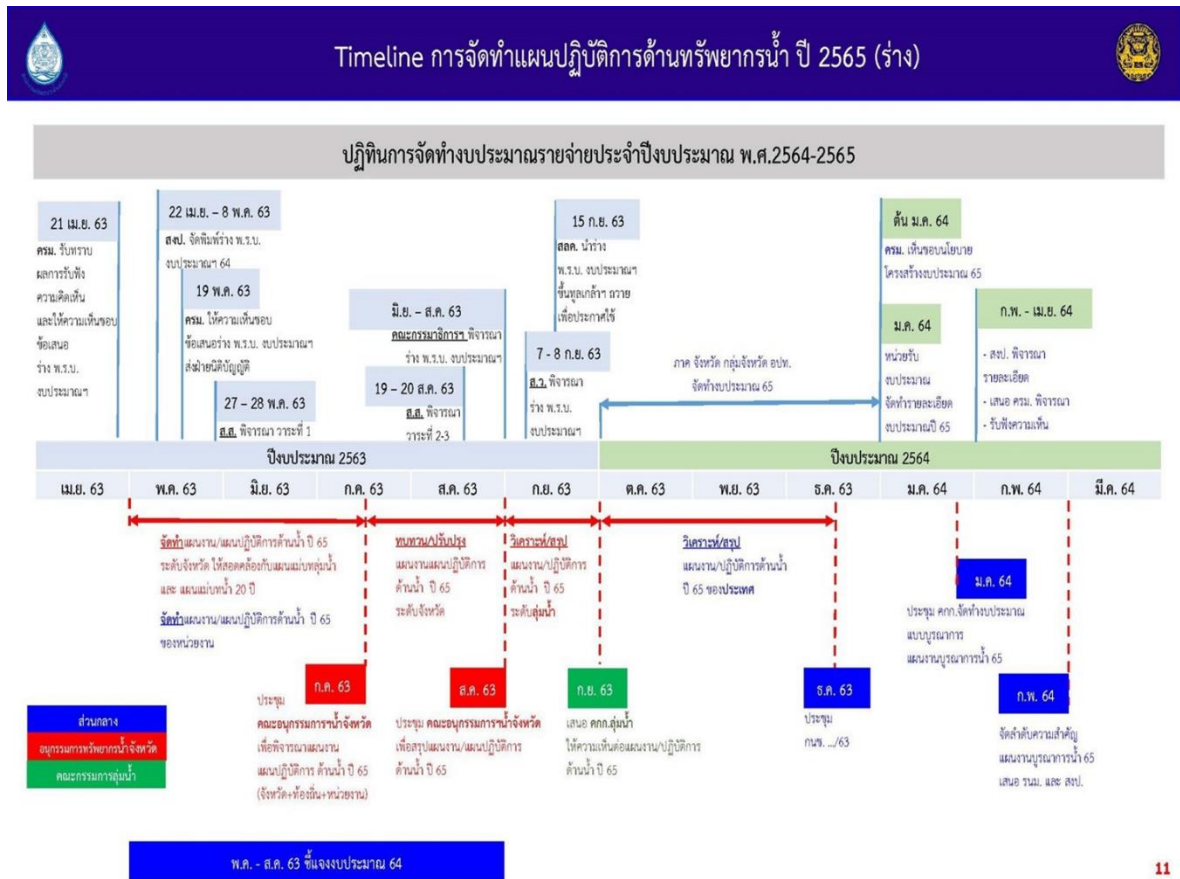 Timeline การจัดทำแผนปฏิบัติการด้านทรัพยากรน้ำ ปี 2565 (ร่าง)
ปฏิทินการจัดทำงบประมาณรายจ่ายประจำปีงบประมาณ พ.ศ.2564-2565
21 เม.ย. 63
ครม. รับทราบ
ผลการรับฟัง
ความคิดเห็น
และให้ความเห็นชอบ
ข้อเสนอ
ร่าง พ.ร.บ.
งบประมาณฯ
22 เม.ย. – 8 พ.ค. 63
สงป. จัดพิมพ์ร่าง พ.ร.บ.
งบประมาณฯ 64
19 พ.ค. 63
ครม. ให้ความเห็นชอบ
ข้อเสนอร่าง พ.ร.บ. งบประมาณฯ
ส่งฝ่ายนิติบัญญัติ
27 – 28 พ.ค. 63
ส.ส. พิจารณา วาระที่ 1
มิ.ย. – ส.ค. 63
คณะกรรมาธิการฯ พิจารณา
ร่าง พ.ร.บ. งบประมาณฯ
19 – 20 ส.ค. 63
ส.ส. พิจารณา
วาระที่ 2-3
15 ก.ย. 63
สลค. นำร่าง
พ.ร.บ. งบประมาณฯ
ขึ้นทูลเกล้าฯ ถวาย
เพื่อประกาศใช้
7 - 8 ก.ย. 63
ส.ว. พิจารณา
ร่าง พ.ร.บ.
งบประมาณฯ
ภาค จังหวัด กลุ่มจังหวัด อปท.
จัดทำงบประมาณ 65
ต้น ม.ค. 64
ครม. เห็นชอบนโยบาย
โครงสร้างงบประมาณ 65
ม.ค. 64
หน่วยรับ
งบประมาณ
จัดทำรายละเอียด
งบประมาณปี 65
ก.พ. - เม.ย. 64
- สงป. พิจารณา
รายละเอียด
- เสนอ ครม. พิจารณา
- รับฟังความเห็น
ปีงบประมาณ 2563
ปีงบประมาณ 2564
เม.ย. 63 พ.ค. 63 มิ.ย. 63 ก.ค. 63 ส.ค. 63 ก.ย. 63 ต.ค. 63 พ.ย. 63 ธ.ค. 63 ม.ค. 64 ก.พ. 64 มี.ค. 64
จัดทำแผนงาน/แผนปฏิบัติการด้านน้ำ ปี 65
ระดับจังหวัด ให้สอดคล้องกับแผนแม่บทลุ่มน้ำ
และ แผนแม่บทน้ำ 20 ปี
จัดทำแผนงาน/แผนปฏิบัติการด้านน้ำ ปี 65
ของหน่วยงาน
ทบทวน/ปรับปรุง
แผนงานแผนปฏิบัติการ
ด้านน้ำ ปี 65
ระดับจังหวัด
วิเคราะห์/สรุป
แผนงาน/ปฏิบัติการ
ด้านน้ำ ปี 65
ระดับลุ่มน้ำ
วิเคราะห์/สรุป
แผนงาน/ปฏิบัติการด้านน้ำ
ปี 65 ของประเทศ
ม.ค. 64
ประชุม คกก.จัดทำงบประมาณ
แบบบูรณาการ
แผนงานบูรณาการน้ำ 65
ก.ค. 63
ประชุม
คณะอนุกรรมการฯน้ำจังหวัด
เพื่อพิจารณาแผนงาน
แผนปฏิบัติการ ด้านน้ำ ปี 65
(จังหวัด+ท้องถิ่น+หน่วยงาน)
ส.ค. 63
ประชุม คณะอนุกรรมการฯน้ำจังหวัด
เพื่อสรุปแผนงาน/แผนปฏิบัติการ
ด้านน้ำ ปี 65
ก.ย. 63
เสนอ คกก.ลุ่มน้ำ
ให้ความเห็นต่อแผนงาน/ปฏิบัติการ
ด้านน้ำ ปี 65
ธ.ค. 63
ประชุม
กนช. .../63
ก.พ. 64
จัดลำดับความสำคัญ
แผนงานบูรณาการน้ำ 65
เสนอ รนม. และ สงป.
ส่วนกลาง
อนุกรรมการทรัพยากรน้ำจังหวัด
คณะกรรมการลุ่มน้ำ
พ.ค. - ส.ค. 63 ชี้แจงงบประมาณ 64
11